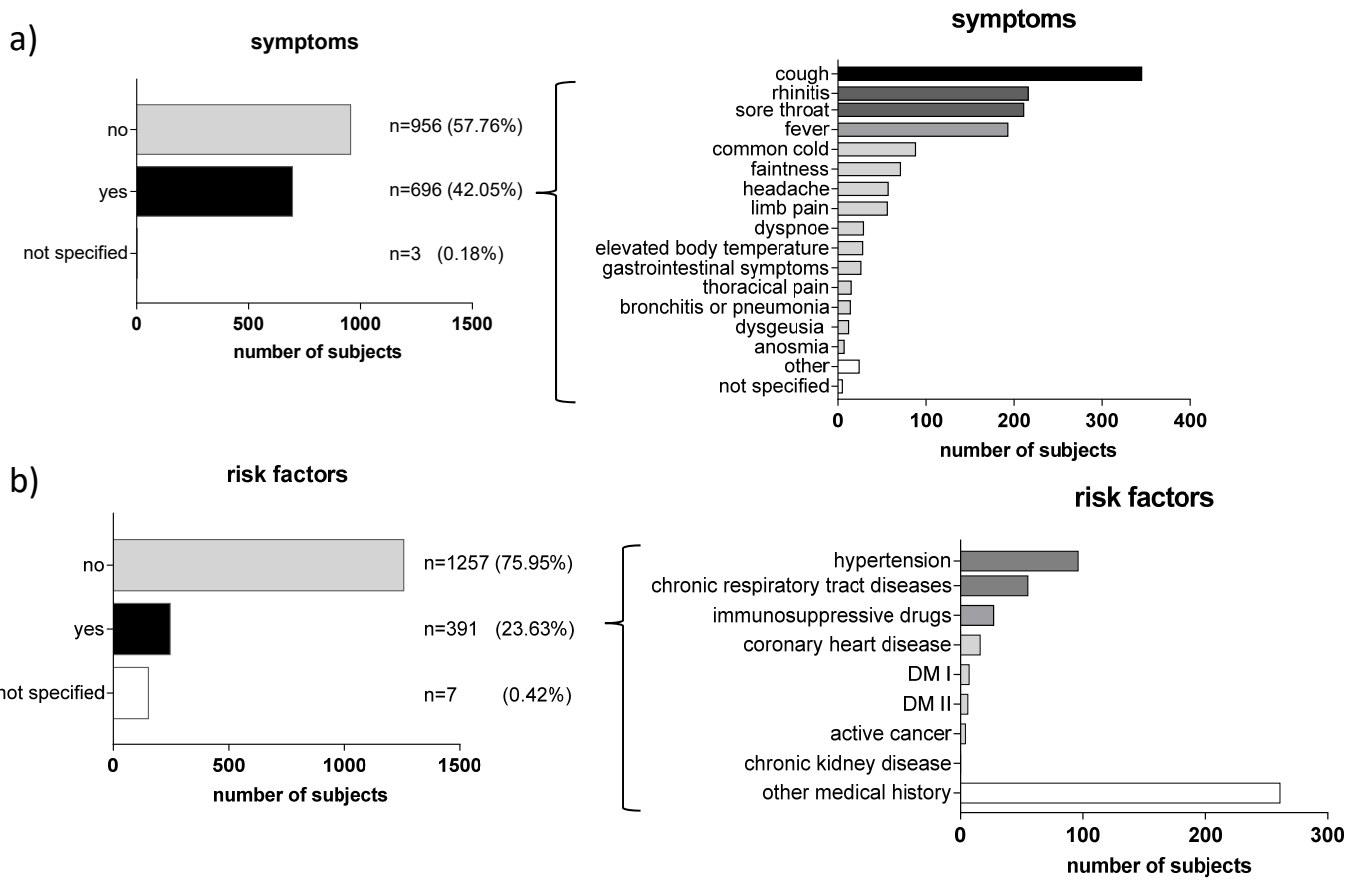 a)
symptoms
no
n=956 (57.76%)
yes
n=696 (42.05%)
not specified
n=3 (0.18%)
0 500 1000 1500
number of subjects
symptoms
cough
rhinitis
sore throat
fever
common cold
faintness
headache
limb pain
dyspnoe
elevated body temperature
gastrointestinal symptoms
thoracical pain
bronchitis or pneumonia
dysgeusia
anosmia
other
not specified
0 100 200 300 400
number of subjects
b)
risk factors
no
n=1257 (75.95%)
yes
n=391 (23.63%)
not specified
n=7 (0.42%)
0 500 1000 1500
number of subjects
risk factors
hypertension
chronic respiratory tract diseases
immunosuppressive drugs
coronary heart disease
DM I
DM II
active cancer
chronic kidney disease
other medical history
0 100 200 300
number of subjects